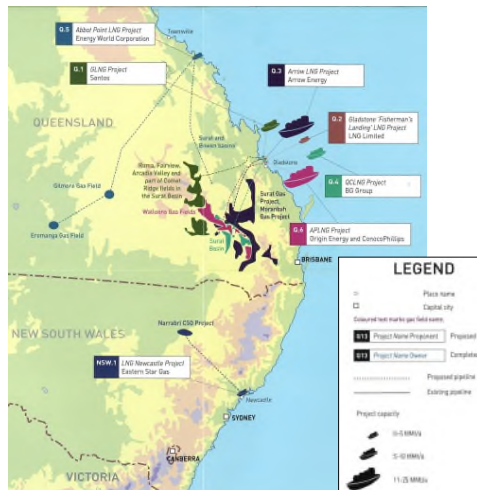 Q.5 Abbot Point LNG Project
Energy World Corporation
Townsville
Q.1 GLNG Project
Santos
Q.3 Arrow LNG Project
Arrow Energy
QUEENSLAND
Q.2 Gladstone 'Fisherman's
Landing' LNG Project
LNG Limited
Surat and
Bowen basins
Gladstone
Roma, Fairview,
Arcadia Valley and
part of Comet
Ridge fields in
the Surat Basin
Q.4 QCLNG Project
BG Group
Gilmore Gas Field
Surat Gas
Project,
Moranbah
Gas Project
Walloons Gas Fields
Eromanga Gas Field
Surat
Basin
Q.6 APLNG Project
Origin Energy and ConocoPhillips
BRISBANE
LEGEND
Place name
Capital city
Coloured text marks gas field name.
Q13 Project Name Proponent Proposed
Q13 Project Name Owner Complete
Proposed pipeline
Existing pipeline
Project capacity
0-5 MMt/a
5-10 MMt/a
11-25 MMt/a
NEW SOUTH WALES
Narrabri CSG Project
NSW.1 LNG Newcastle Project
Eastern Star Gas
Newcastle
SYDNEY
CANBERRA
VICTORIA